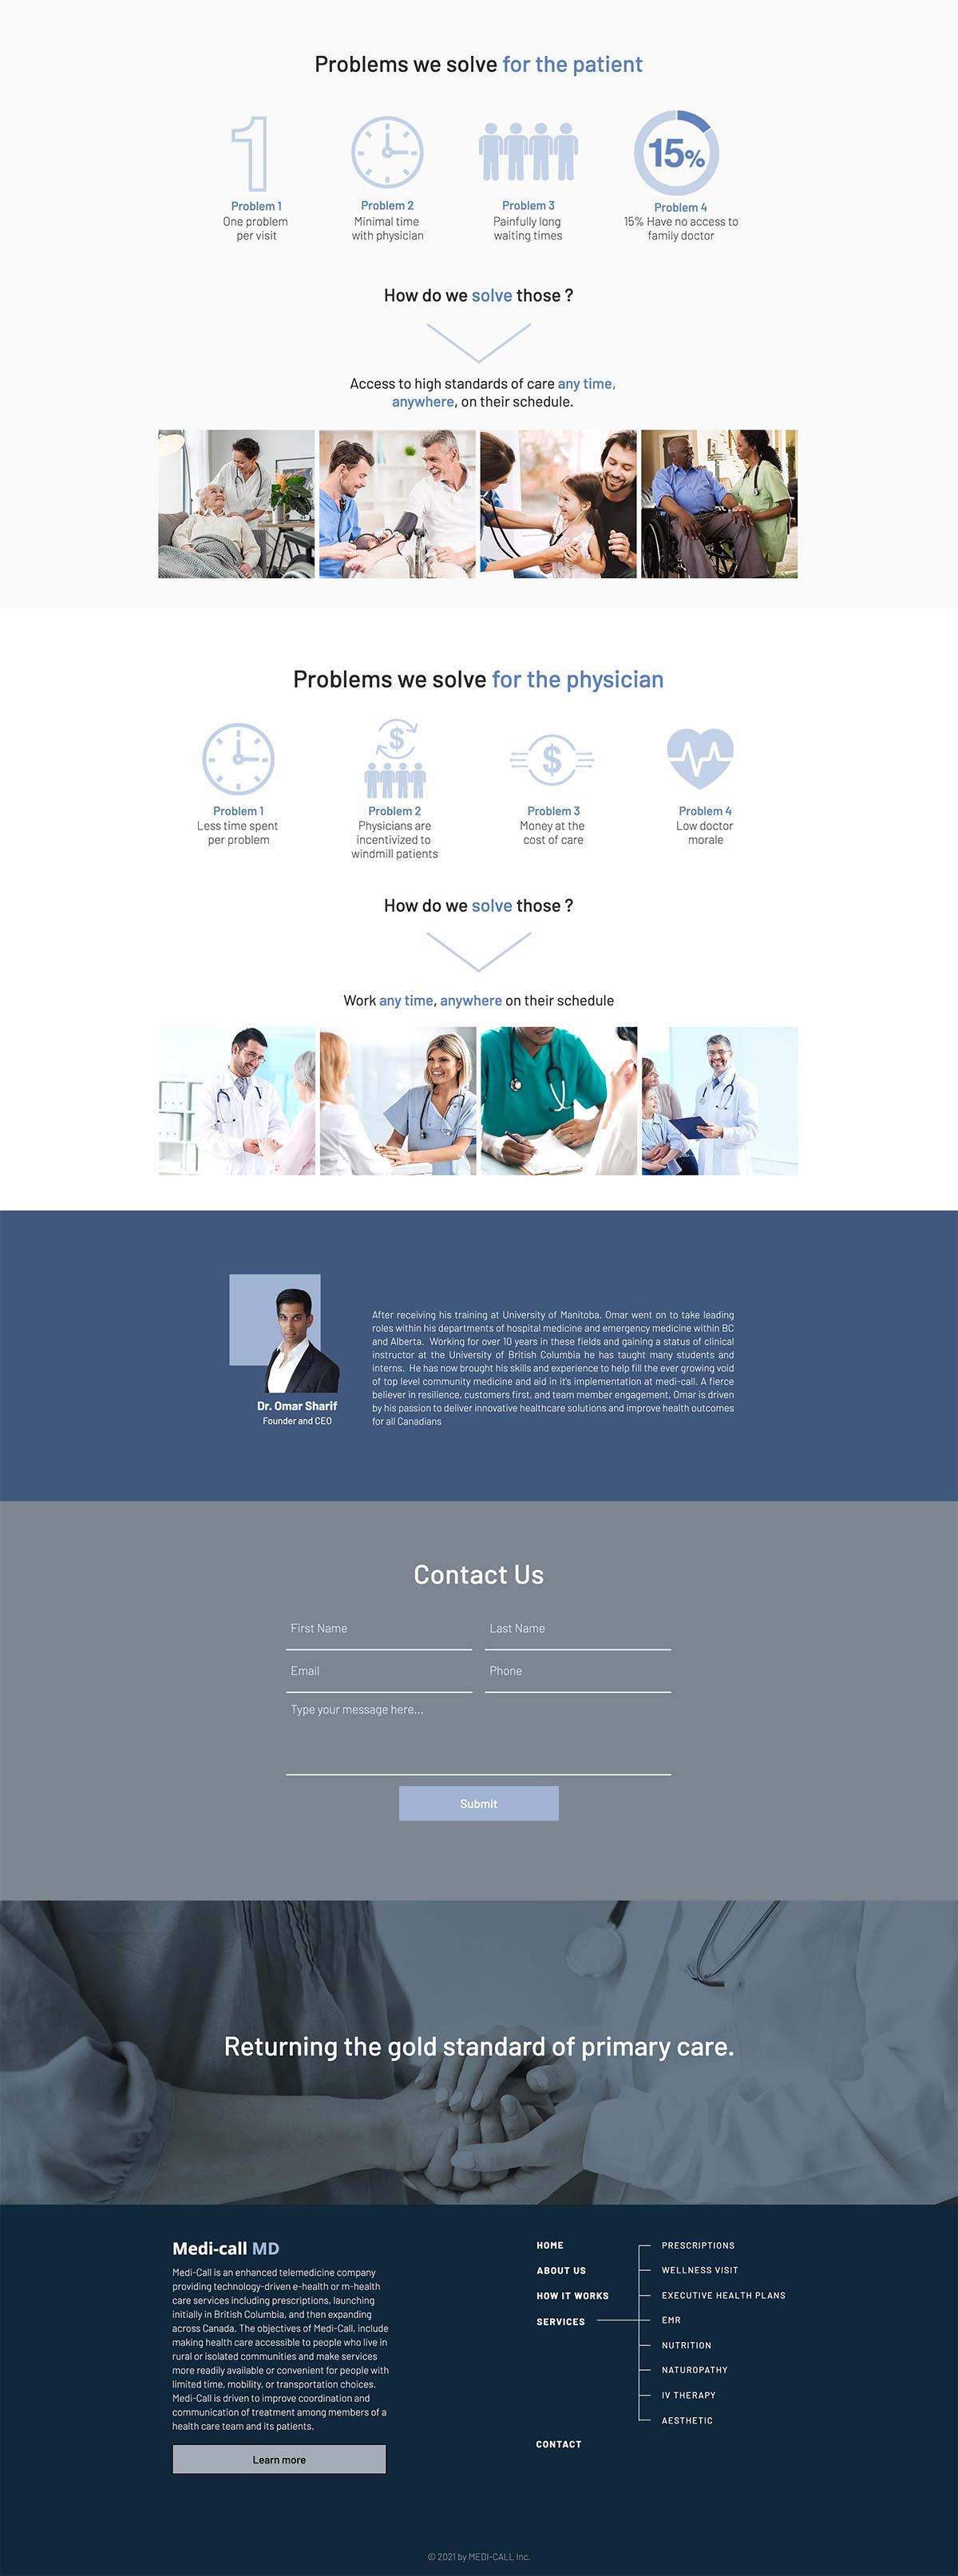 Problems we solve for the patient
1
15%
Problem 1
One problem
per visit
Problem 2
Minimal time
with physician
Problem 3
Painfully long
waiting times
Problem 4
15% Have no access to
family doctor
How do we solve those ?
Access to high standards of care any time,
anywhere, on their schedule.
Problems we solve for the physician
$
$
Problem 1
Less time spent
per problem
Problem 2
Physicians are
incentivized to
windmill patients
Problem 3
Money at the
cost of care
Problem 4
Low doctor
morale
How do we solve those ?
Work any time, anywhere on their schedule
Dr. Omar Sharif
Founder and CEO
After receiving his training at University of Manitoba. Omar went on to take leading
roles within his departments of hospital medicine and emergency medicine within BC
and Alberta. Working for over 10 years in these fields and gaining a status of clinical
instructor at the University of British Columbia he has taught many students and
interns. He has now brought his skills and experience to help fill the ever growing void
of top level community medicine and aid in it's implementation at medi-call. A fierce
believer in resilience, customers first, and team member engagement, Omar is driven
by his passion to deliver innovative healthcare solutions and improve health outcomes
for all Canadians
Contact Us
First Name
Last Name
Email
Phone
Type your message here...
Submit
Returning the gold standard of primary care.
Medi-call MD
Medi-Call is an enhanced telemedicine company
providing technology-driven e-health or m-health
care services including prescriptions, launching
initially in British Columbia, and then expanding
across Canada. The objectives of Medi-Call, include
making health care accessible to people who live in
rural or isolated communities and make services
more readily available or convenient for people with
limited time, mobility, or transportation choices.
Medi-Call is driven to improve coordination and
communication of treatment among members of a
health care team and its patients.
Learn more
HOME
ABOUT US
HOW IT WORKS
SERVICES
PRESCRIPTIONS
WELLNESS VISIT
EXECUTIVE HEALTH PLANS
EMR
NUTRITION
NATUROPATHY
IV THERAPY
AESTHETIC
CONTACT
© 2021 by MEDI-CALL Inc.